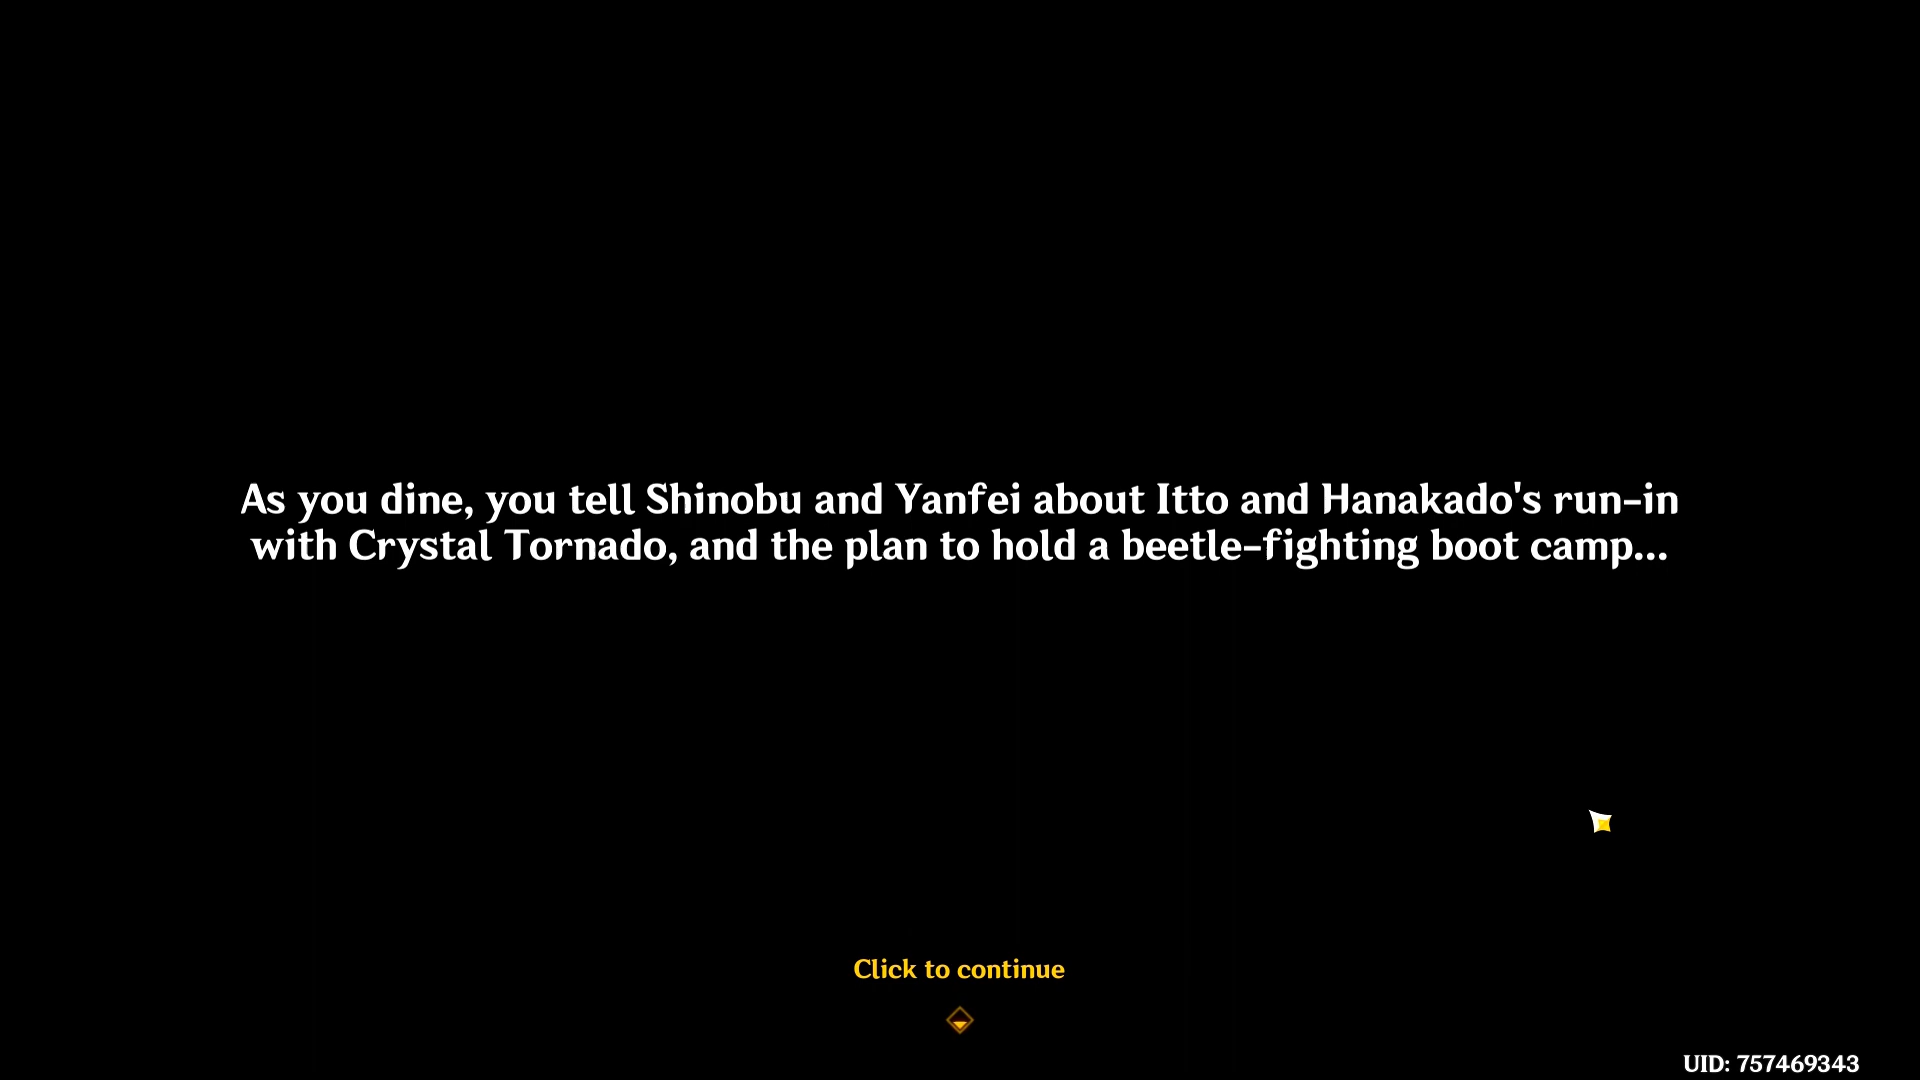 As you dine, you tell Shinobu and Yanfei about Itto and Hanakado's run-in
with Crystal Tornado, and the plan to hold a beetle-fighting boot camp...
Click to continue
UID: 757469343